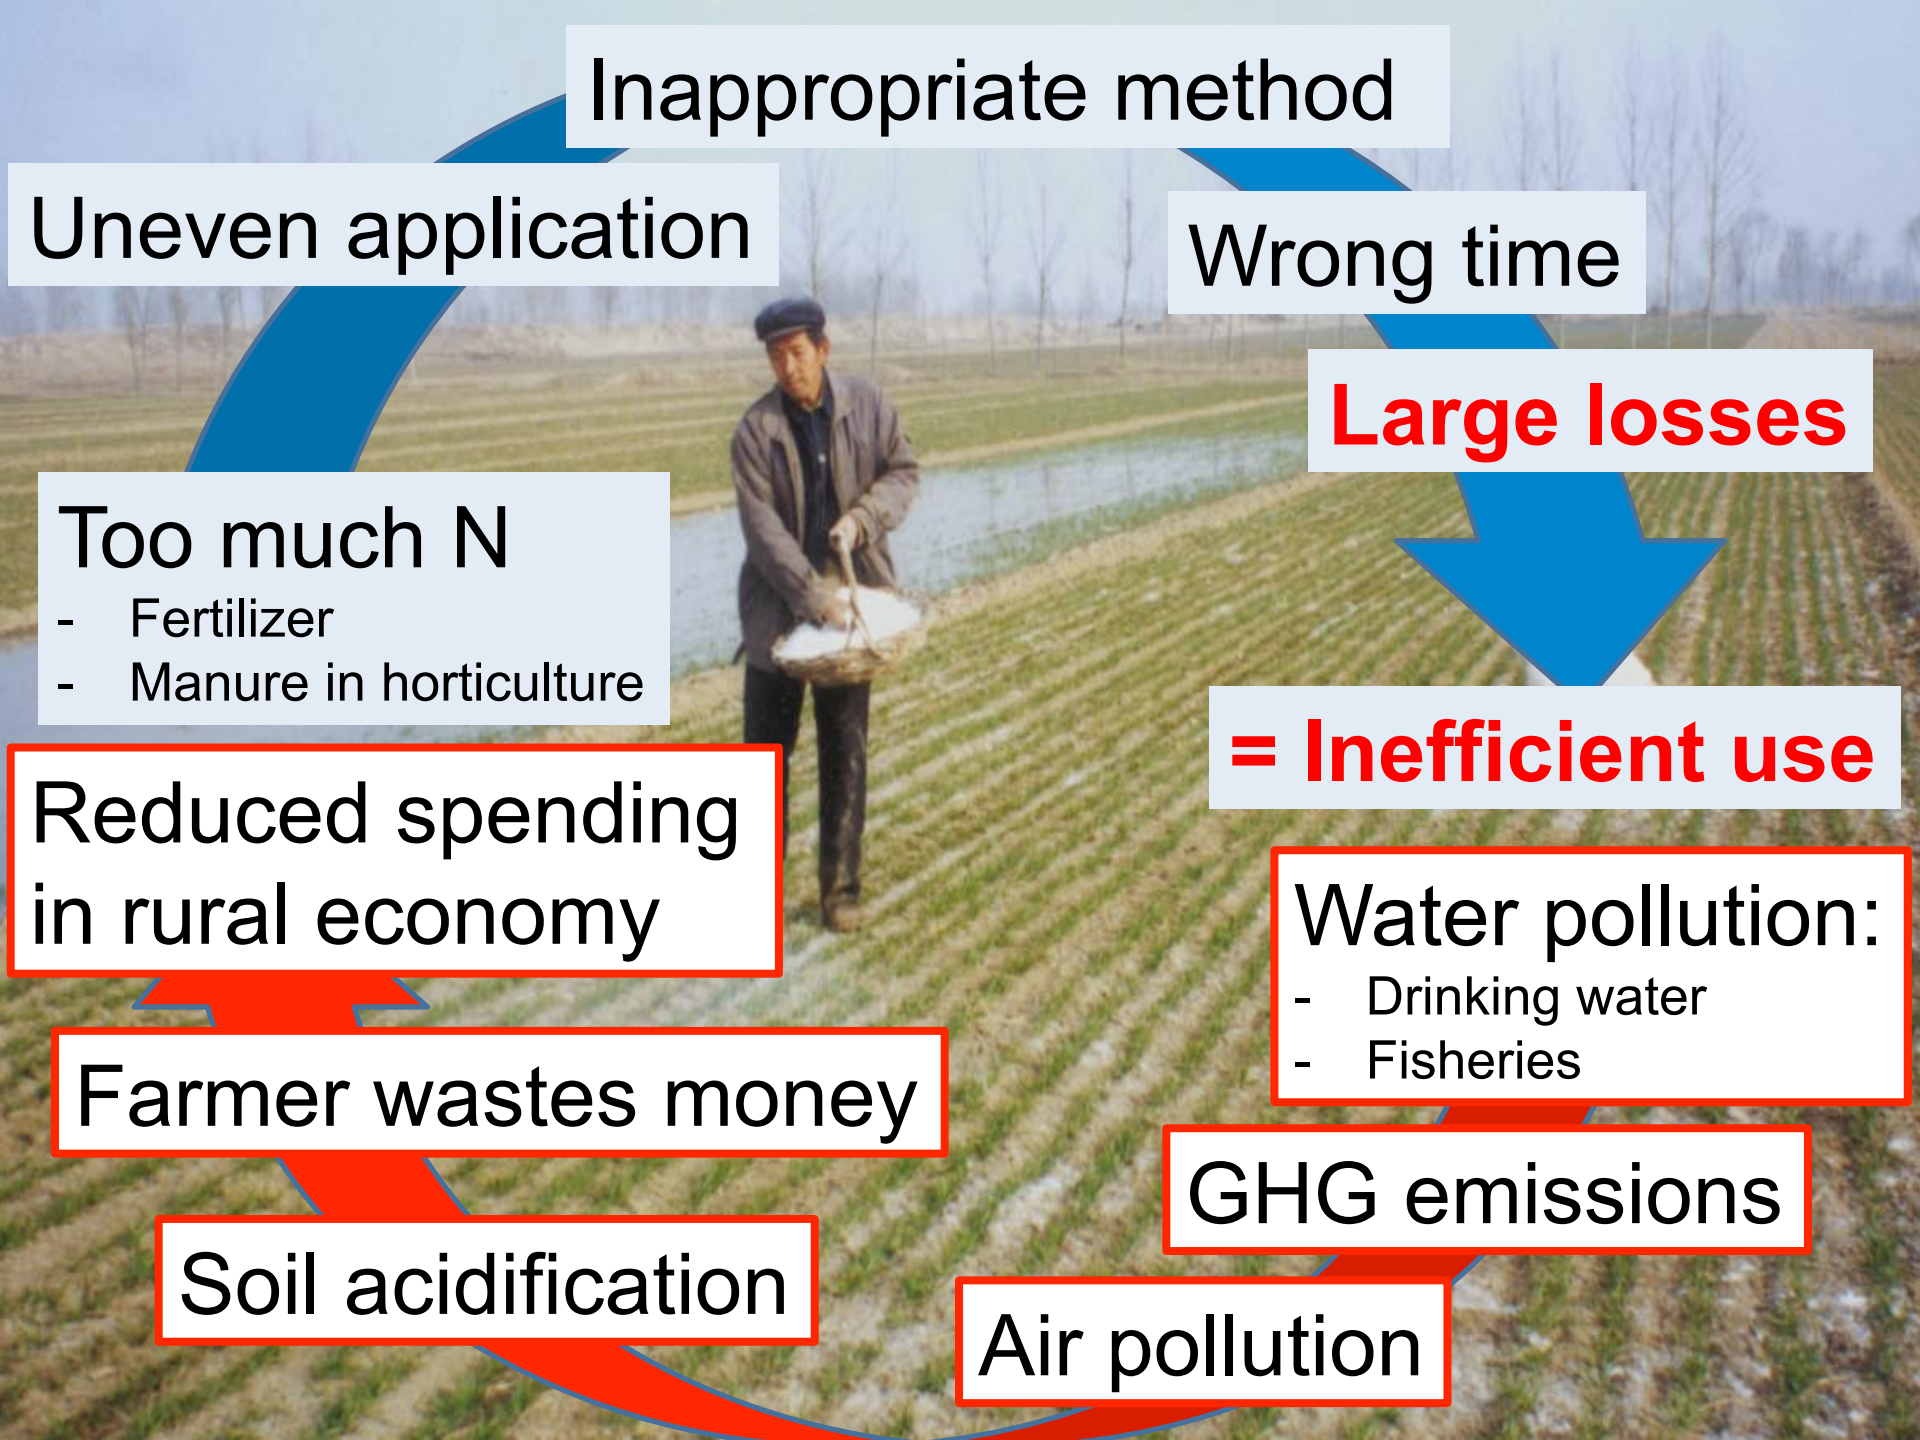 Inappropriate method
Uneven application
Wrong time
Large losses
Too much N
- Fertilizer
- Manure in horticulture
= Inefficient use
Reduced spending
in rural economy
Water pollution:
- Drinking water
- Fisheries
Farmer wastes money
GHG emissions
Soil acidification
Air pollution